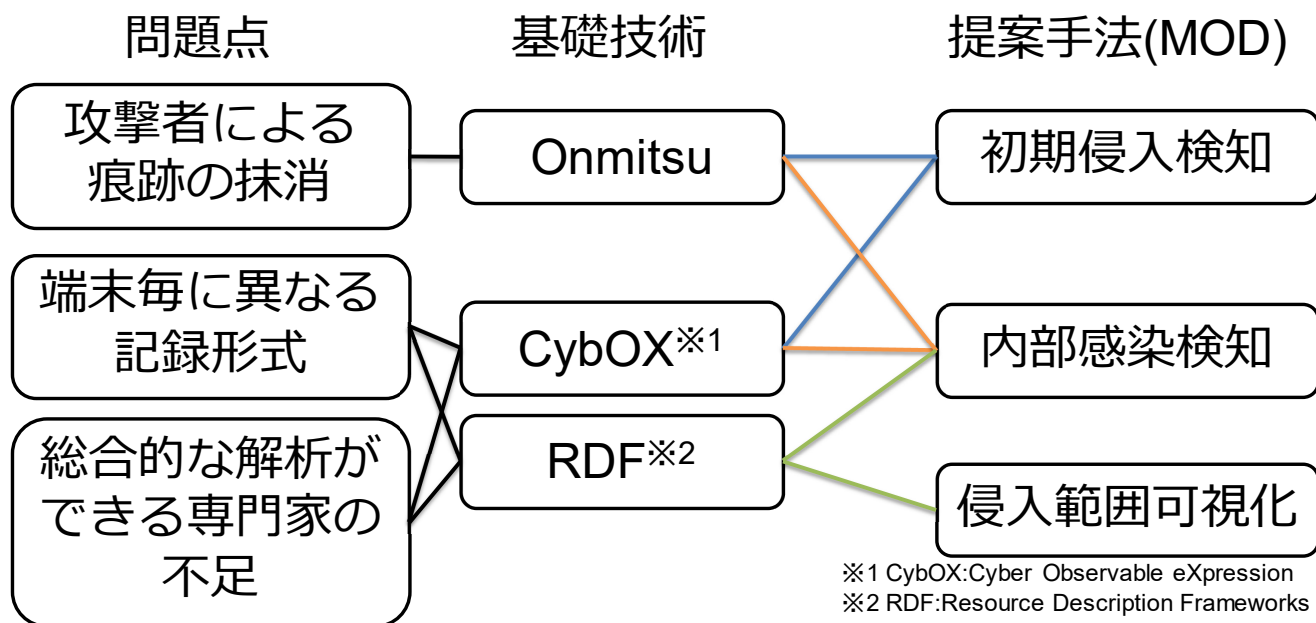 問題点
基礎技術
提案手法(MOD)
攻撃者による
痕跡の抹消
Onmitsu
初期侵入検知
端末毎に異なる
記録形式
CybOX※1
内部感染検知
総合的な解析が
できる専門家の
不足
RDF※2
侵入範囲可視化
※1 CybOX:Cyber Observable eXpression
※2 RDF:Resource Description Frameworks